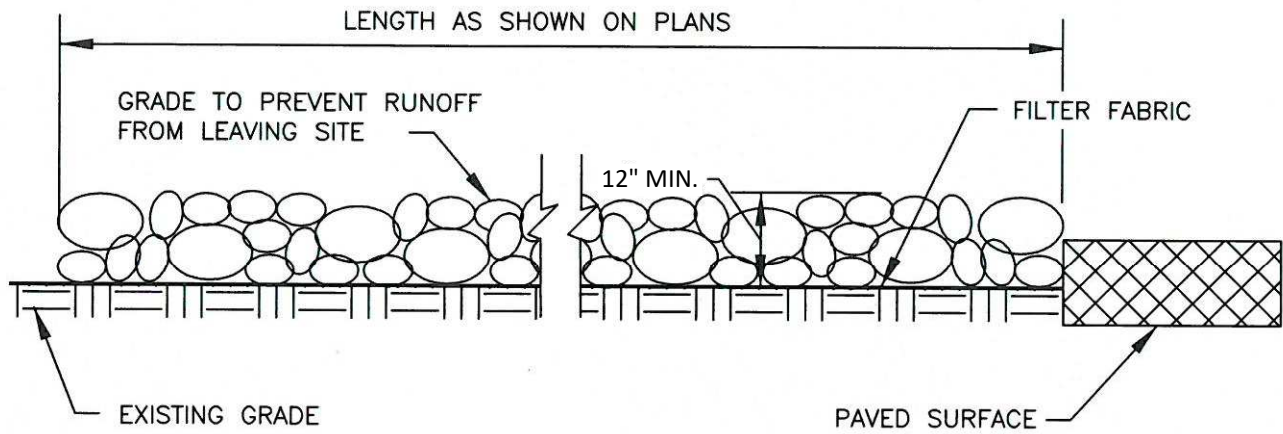 LENGTH AS SHOWN ON PLANS
GRADE TO PREVENT RUNOFF
FROM LEAVING SITE
FILTER FABRIC
12" MIN.
EXISTING GRADE
PAVED SURFACE